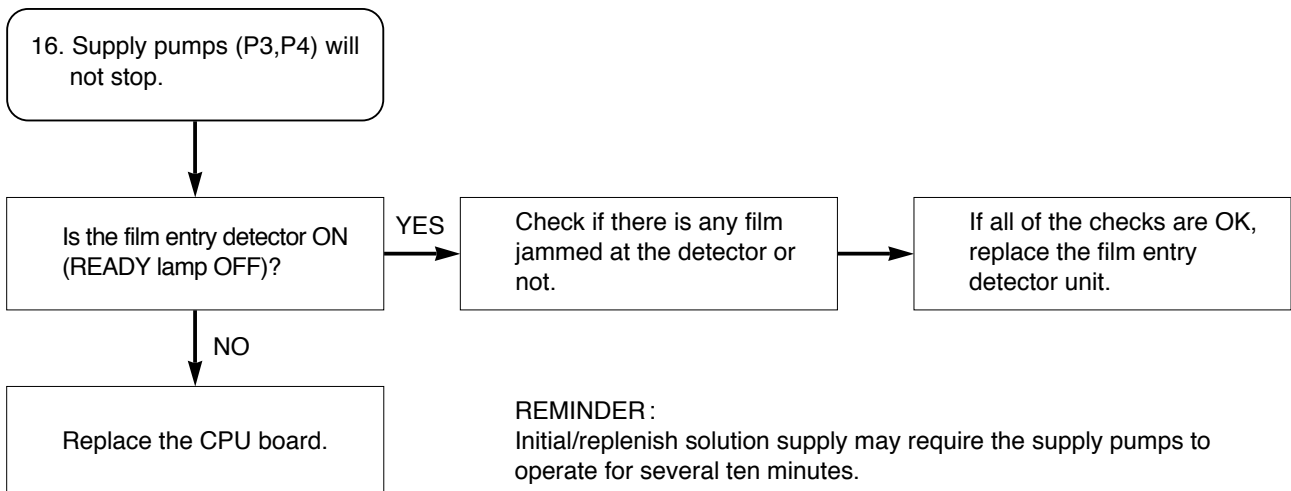 16. Supply pumps (P3,P4) will
not stop.
Is the film entry detector ON
(READY lamp OFF)?
YES
Check if there is any film
jammed at the detector or
not.
If all of the checks are OK,
replace the film entry
detector unit.
NO
Replace the CPU board.
REMINDER :
Initial/replenish solution supply may require the supply pumps to
operate for several ten minutes.